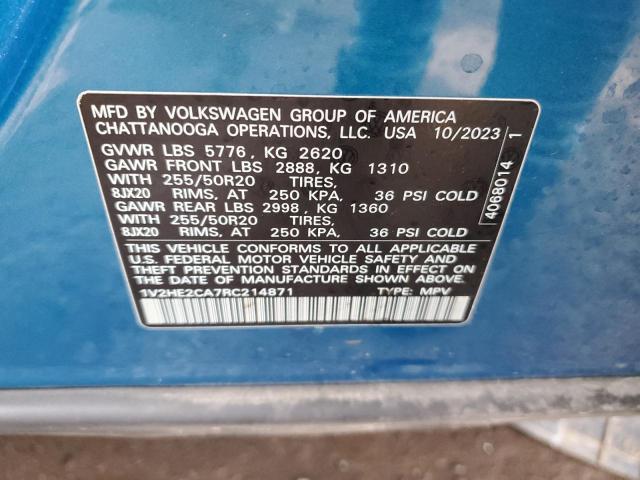 MFD BY VOLKSWAGEN GROUP OF AMERICA
CHATTANOOGA OPERATIONS, LLC. USA 10/2023
GVWR LBS 5776, KG 2620
GAWR FRONT LBS 2888, KG 1310
WITH 255/50R20 TIRES,
8JX20 RIMS, AT 250 KPA, 36 PSI COLD
GAWR REAR LBS 2998, KG 1360
WITH 255/50R20 TIRES,
8JX20 RIMS, AT 250 KPA, 36 PSI COLD
THIS VEHICLE CONFORMS TO ALL APPLICABLE
U.S. FEDERAL MOTOR VEHICLE SAFETY AND
THEFT PREVENTION STANDARDS IN EFFECT
ON THE DATE OF MANUFACTURE SHOWN ABOVE.
1V2HE2CA7RC214871 TYPE: MPV
4068014 1